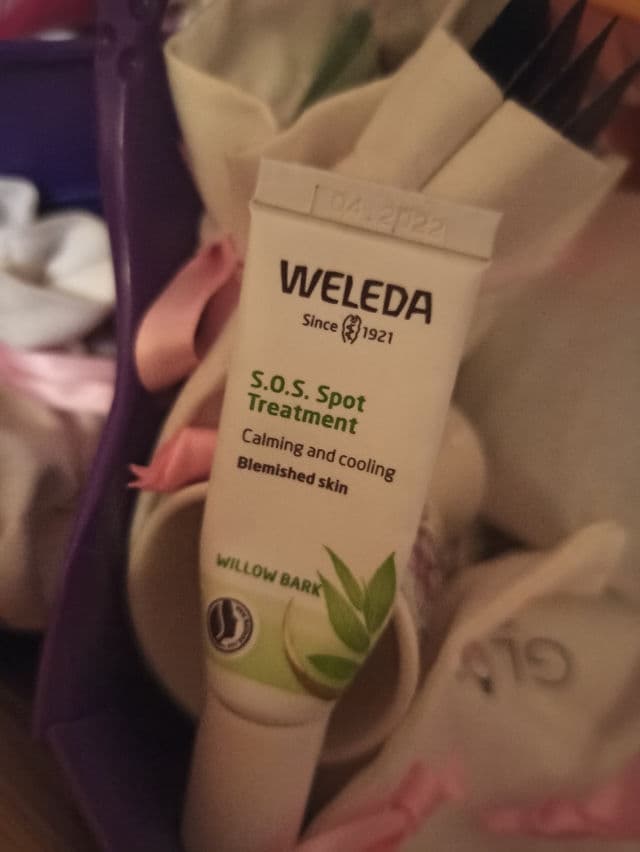 04.2022
WELEDA
Since 1921
S.O.S. Spot
Treatment
Calming and cooling
Blemished skin
WILLOW BARK